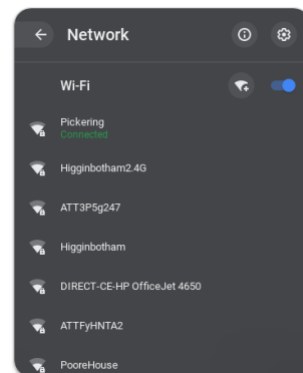 Network
Wi-Fi
Pickering
Connected
Higginbotham2.4G
ATT3P5g247
Higginbotham
DIRECT-CE-HP OfficeJet 4650
ATTFyHNTA2
PooreHouse